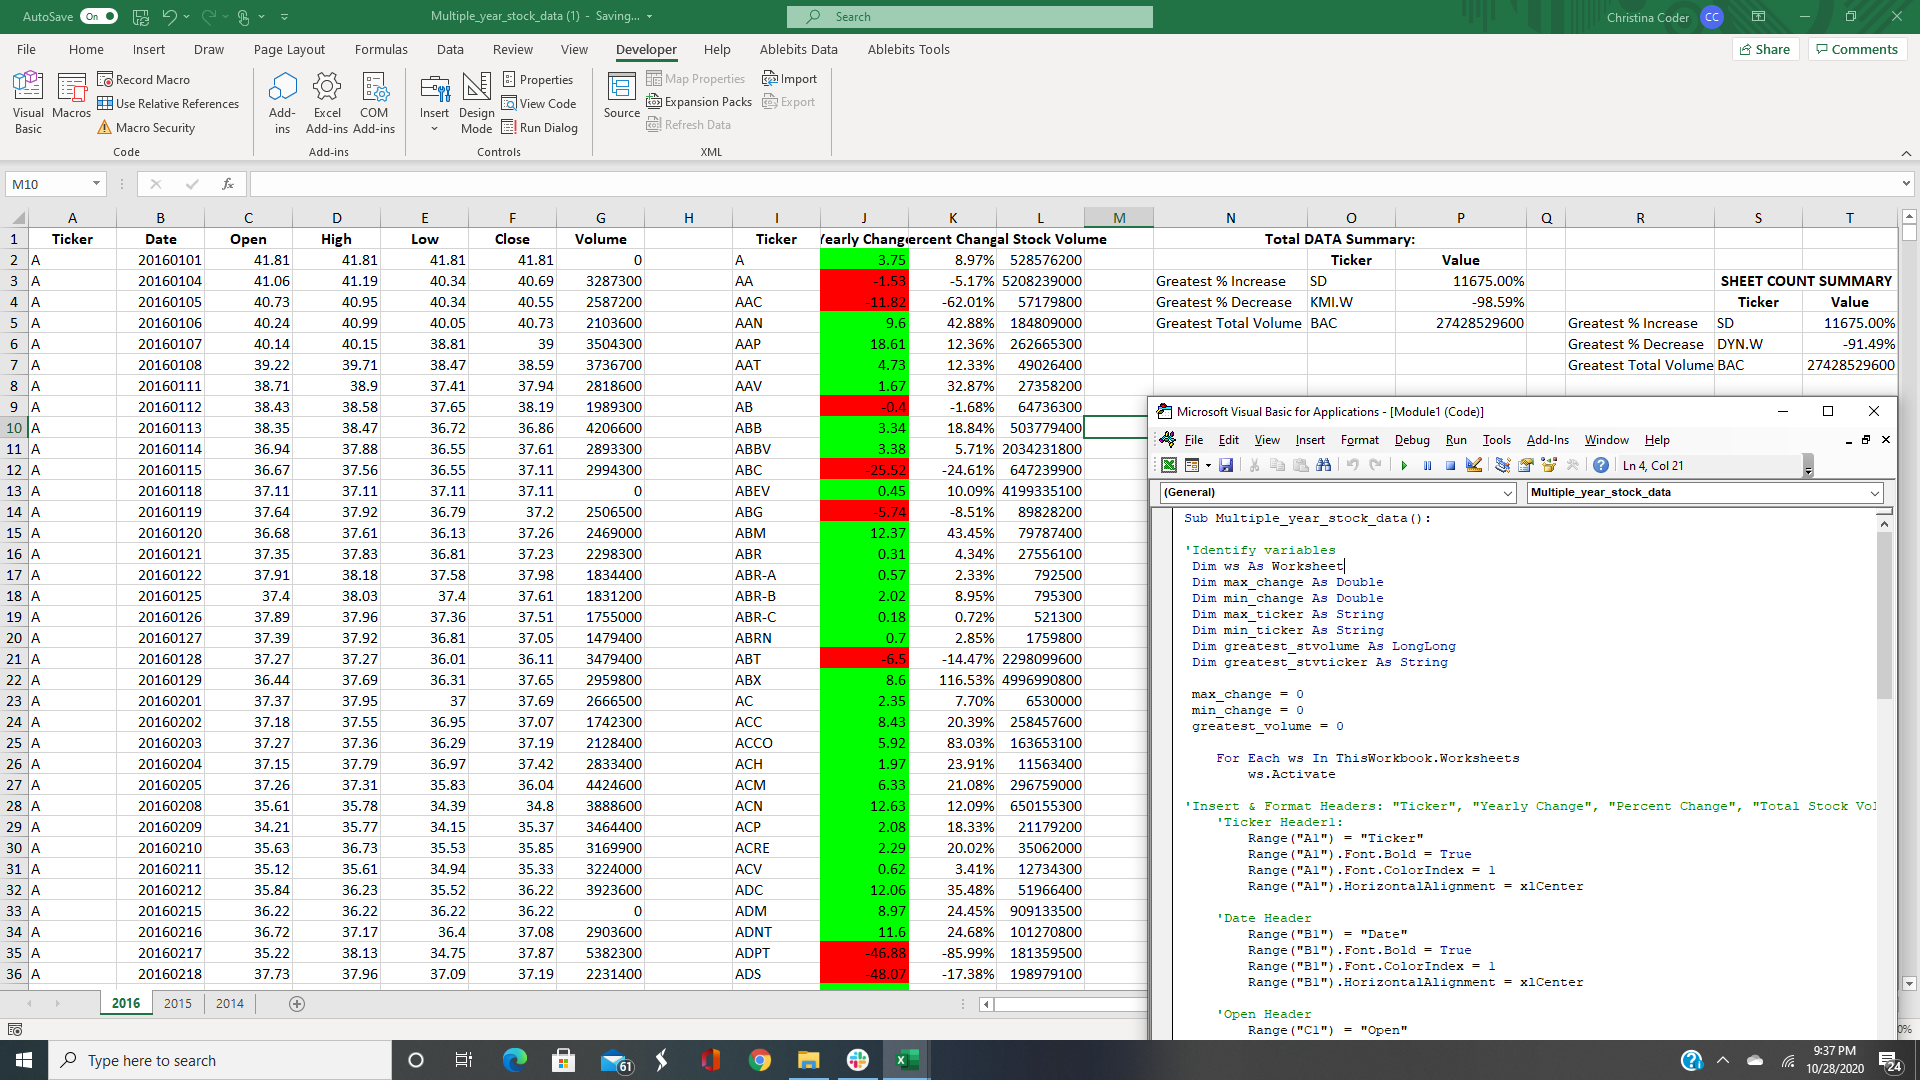 AutoSave On Multiple_year_stock_data (1) - Saving... Search Christina Coder CC
File Home Insert Draw Page Layout Formulas Data Review View Developer Help Ablebits Data Ablebits Tools Share Comments
Visual Basic Macros Record Macro Use Relative References Macro Security Code
Add-ins Excel Add-ins COM Add-ins Add-ins
Insert Design Mode Properties View Code Run Dialog Controls
Source Map Properties Expansion Packs Refresh Data Import Export XML
M10 fx
A B C D E F G H I J K L M N O P Q R S T
1 Ticker Date Open High Low Close Volume Ticker Yearly Change ercent Chang al Stock Volume Total DATA Summary:
2 A 20160101 41.81 41.81 41.81 41.81 0 A 3.75 8.97% 528576200 Ticker Value
3 A 20160104 41.06 41.19 40.34 40.69 3287300 AA -1.53 -5.17% 5208239000 Greatest % Increase SD 11675.00% SHEET COUNT SUMMARY
4 A 20160105 40.73 40.95 40.34 40.55 2587200 AAC -11.82 -62.01% 57179800 Greatest % Decrease KMI.W -98.59% Ticker Value
5 A 20160106 40.24 40.99 40.05 40.73 2103600 AAN 9.6 42.88% 184809000 Greatest Total Volume BAC 27428529600 Greatest % Increase SD 11675.00%
6 A 20160107 40.14 40.15 38.81 39 3504300 AAP 18.61 12.36% 262665300 Greatest % Decrease DYN.W -91.49%
7 A 20160108 39.22 39.71 38.47 38.59 3736700 AAT 4.73 12.33% 49026400 Greatest Total Volume BAC 27428529600
8 A 20160111 38.71 38.9 37.41 37.94 2818600 AAV 1.67 32.87% 27358200
9 A 20160112 38.43 38.58 37.65 38.19 1989300 AB -0.4 -1.68% 64736300
10 A 20160113 38.35 38.47 36.72 36.86 4206600 ABB 3.34 18.84% 503779400
11 A 20160114 36.94 37.88 36.55 37.61 2893300 ABBV 3.38 5.71% 2034231800
12 A 20160115 36.67 37.56 36.55 37.11 2994300 ABC -25.52 -24.61% 647239900
13 A 20160118 37.11 37.11 37.11 37.11 0 ABEV 0.45 10.09% 4199335100
14 A 20160119 37.64 37.92 36.79 37.2 2506500 ABG -5.74 -8.51% 89828200
15 A 20160120 36.68 37.61 36.13 37.26 2469000 ABM 12.37 43.45% 79787400
16 A 20160121 37.35 37.83 36.81 37.23 2298300 ABR 0.31 4.34% 27556100
17 A 20160122 37.91 38.18 37.58 37.98 1834400 ABR-A 0.57 2.33% 792500
18 A 20160125 37.4 38.03 37.4 37.61 1831200 ABR-B 2.02 8.95% 795300
19 A 20160126 37.89 37.96 37.36 37.51 1755000 ABR-C 0.18 0.72% 521300
20 A 20160127 37.39 37.92 36.81 37.05 1479400 ABRN 0.7 2.85% 1759800
21 A 20160128 37.27 37.27 36.01 36.11 3479400 ABT -6.5 -14.47% 2298099600
22 A 20160129 36.44 37.69 36.31 37.65 2959800 ABX 8.6 116.53% 4996990800
23 A 20160201 37.37 37.95 37 37.69 2666500 AC 2.35 7.70% 6530000
24 A 20160202 37.18 37.55 36.95 37.07 1742300 ACC 8.43 20.39% 258457600
25 A 20160203 37.27 37.36 36.29 37.19 2128400 ACCO 5.92 83.03% 163653100
26 A 20160204 37.15 37.79 36.97 37.42 2833400 ACH 1.97 23.91% 11563400
27 A 20160205 37.26 37.31 35.83 36.04 4424600 ACM 6.33 21.08% 296759000
28 A 20160208 35.61 35.78 34.39 34.8 3888600 ACN 12.63 12.09% 650155300
29 A 20160209 34.21 35.77 34.15 35.37 3464400 ACP 2.08 18.33% 21179200
30 A 20160210 35.63 36.73 35.53 35.85 3169900 ACRE 2.29 20.02% 35062000
31 A 20160211 35.12 35.61 34.94 35.33 3224000 ACV 0.62 3.41% 12734300
32 A 20160212 35.84 36.23 35.52 36.22 3923600 ADC 12.06 35.48% 51966400
33 A 20160215 36.22 36.22 36.22 36.22 0 ADM 8.97 24.45% 909133500
34 A 20160216 36.72 37.17 36.4 37.08 2903600 ADNT 11.6 24.68% 101270800
35 A 20160217 35.22 38.13 34.75 37.87 5382300 ADPT -46.88 -85.99% 181359500
36 A 20160218 37.73 37.96 37.09 37.19 2231400 ADS -48.07 -17.38% 198979100
2016 2015 2014
Microsoft Visual Basic for Applications - [Module1 (Code)]
File Edit View Insert Format Debug Run Tools Add-Ins Window Help
Ln 4, Col 21
(General) Multiple_year_stock_data
Sub Multiple_year_stock_data():
'Identify variables
Dim ws As Worksheet
Dim max_change As Double
Dim min_change As Double
Dim max_ticker As String
Dim min_ticker As String
Dim greatest_stvolume As LongLong
Dim greatest_stvticker As String
max_change = 0
min_change = 0
greatest_volume = 0
For Each ws In ThisWorkbook.Worksheets
ws.Activate
'Insert & Format Headers: "Ticker", "Yearly Change", "Percent Change", "Total Stock Vol
'Ticker Header1:
Range("A1") = "Ticker"
Range("A1").Font.Bold = True
Range("A1").Font.ColorIndex = 1
Range("A1").HorizontalAlignment = xlCenter
'Date Header
Range("B1") = "Date"
Range("B1").Font.Bold = True
Range("B1").Font.ColorIndex = 1
Range("B1").HorizontalAlignment = xlCenter
'Open Header
Range("C1") = "Open"
0%
Type here to search 61 9:37 PM
10/28/2020 24